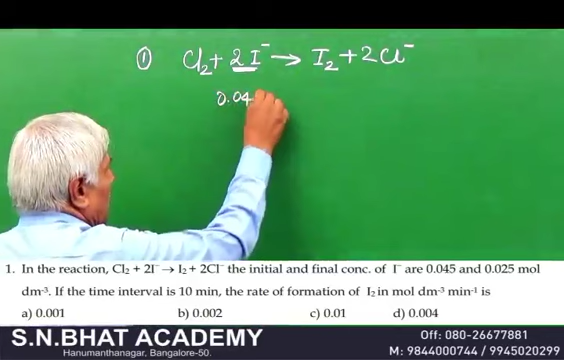 ① Cl₂ + 2I⁻ → I₂ + 2Cl⁻
0.04
1. In the reaction, Cl₂ + 2I⁻ → I₂ + 2Cl⁻ the initial and final conc. of I⁻ are 0.045 and 0.025 mol
dm⁻³. If the time interval is 10 min, the rate of formation of I₂ in mol dm⁻³ min⁻¹ is
a) 0.001 b) 0.002 c) 0.01 d) 0.004
S.N.BHAT ACADEMY
Hanumanthanagar, Bangalore-50.
Off: 080-26677881
M: 9844000744 / 9945020299